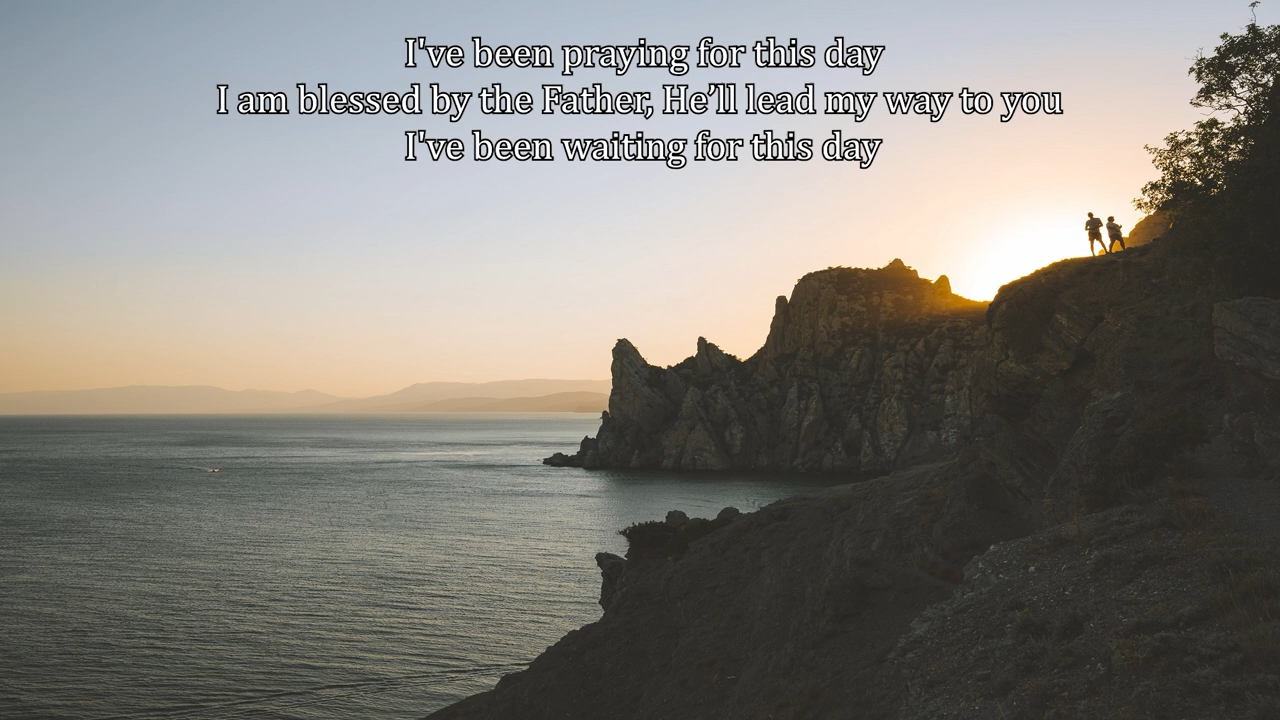 I've been praying for this day
I am blessed by the Father, He’ll lead my way to you
I've been waiting for this day